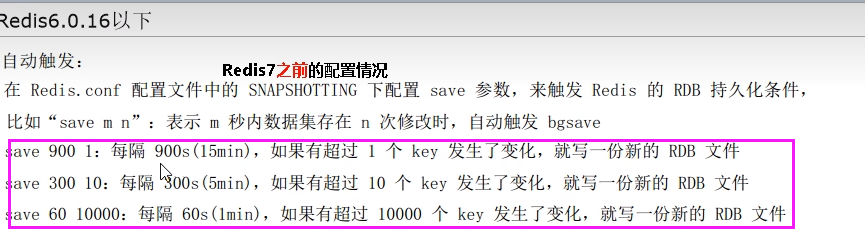 Redis6.0.16以下
自动触发：
Redis7之前的配置情况
在 Redis.conf 配置文件中的 SNAPSHOTTING 下配置 save 参数，来触发 Redis 的 RDB 持久化条件，
比如“save m n”：表示 m 秒内数据集存在 n 次修改时，自动触发 bgsave
save 900 1：每隔 900s(15min)，如果有超过 1 个 key 发生了变化，就写一份新的 RDB 文件
save 300 10：每隔 300s(5min)，如果有超过 10 个 key 发生了变化，就写一份新的 RDB 文件
save 60 10000：每隔 60s(1min)，如果有超过 10000 个 key 发生了变化，就写一份新的 RDB 文件